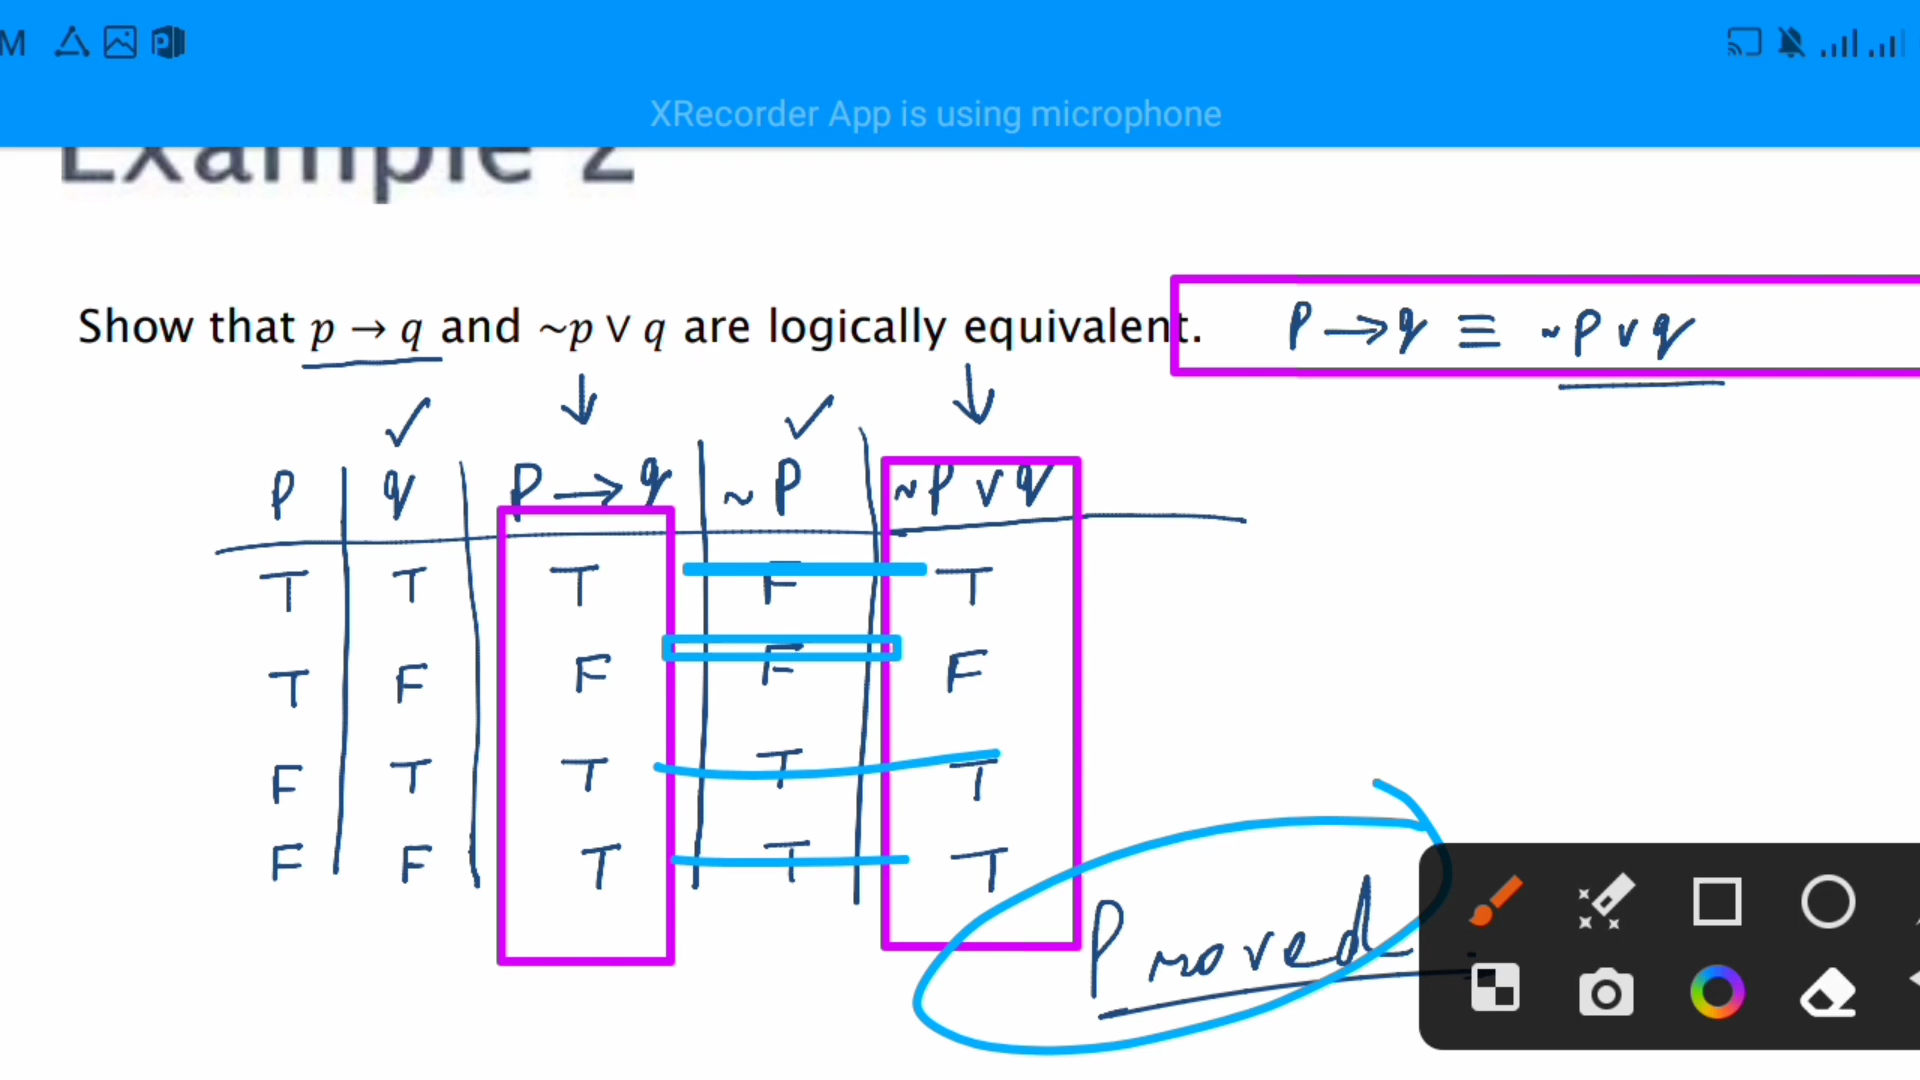 M
XRecorder App is using microphone
Example 2
Show that p → q and ~p ∨ q are logically equivalent.
P → q ≡ ~P ∨ q
P q P → q ~P ~P ∨ q
T T T F T
T F F F F
F T T T T
F F T T T
Proved